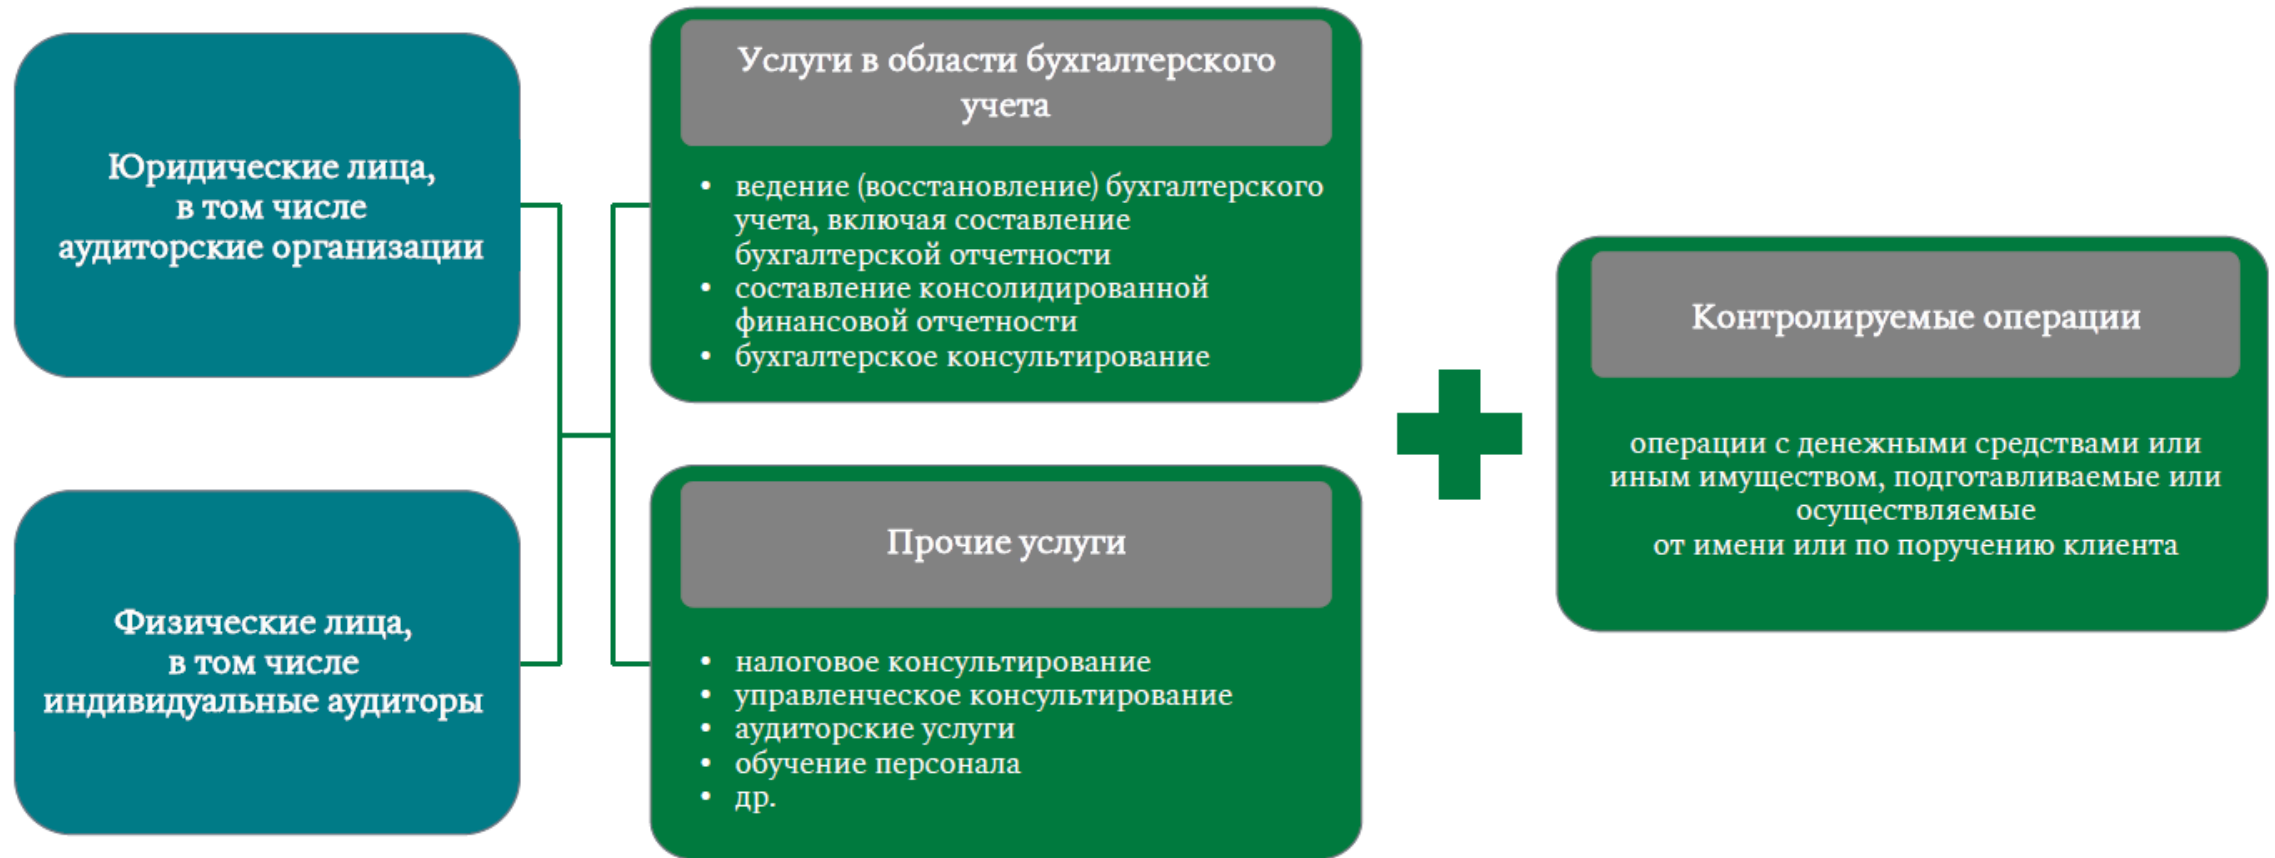 Юридические лица,
в том числе
аудиторские организации
Физические лица,
в том числе
индивидуальные аудиторы
Услуги в области бухгалтерского
учета
• ведение (восстановление) бухгалтерского
учета, включая составление
бухгалтерской отчетности
• составление консолидированной
финансовой отчетности
• бухгалтерское консультирование
Прочие услуги
• налоговое консультирование
• управленческое консультирование
• аудиторские услуги
• обучение персонала
• др.
Контролируемые операции
операции с денежными средствами или
иным имуществом, подготавливаемые или
осуществляемые
от имени или по поручению клиента